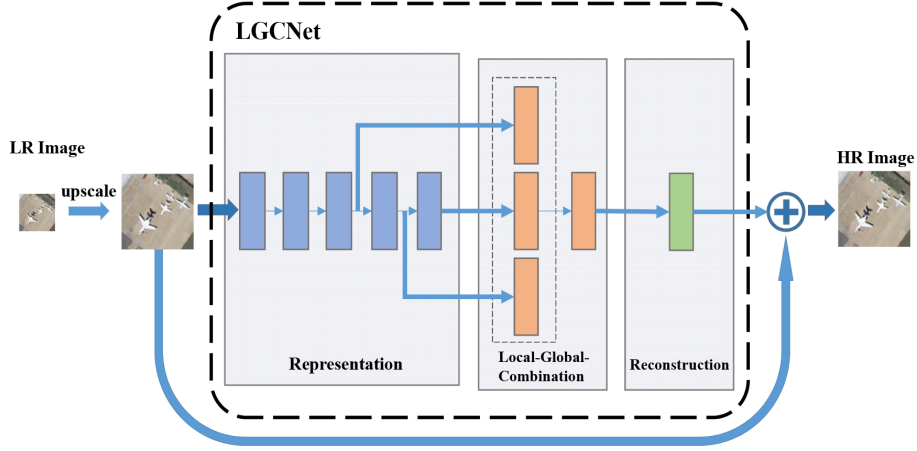 LGCNet
LR Image
upscale
HR Image
Representation
Local-Global-
Combination
Reconstruction